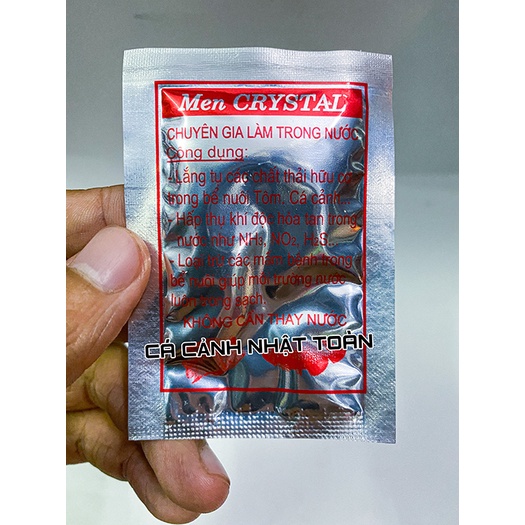 Men CRYSTAL
CHUYÊN GIA LÀM TRONG NƯỚC
Công dụng:
- Lắng tụ các chất thải hữu cơ
trong bể nuôi Tôm, Cá cảnh...
- Hấp thụ khí độc hòa tan trong
nước như NH₃, NO₂, H₂S...
- Loại trừ các mầm bệnh trong
bể nuôi giúp môi trường nước
luôn trong sạch.
KHÔNG CẦN THAY NƯỚC
CÁ CẢNH NHẬT TOÀN